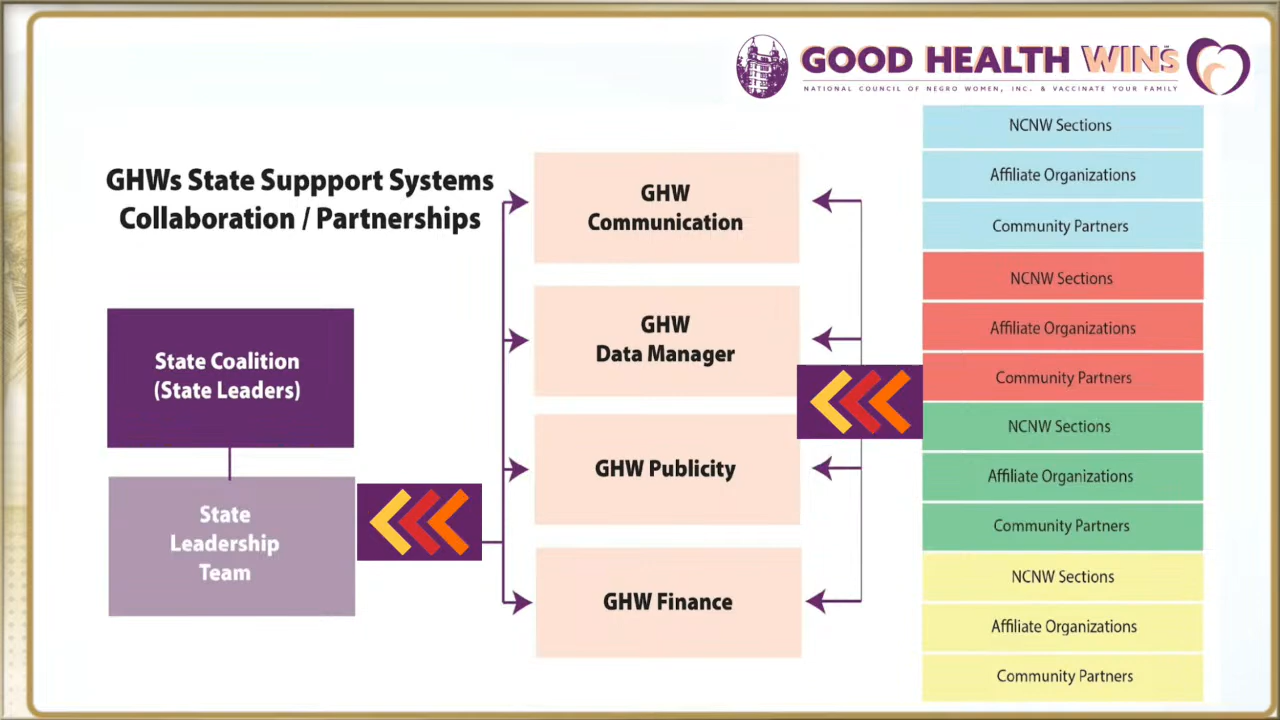 GOOD HEALTH WINs
NATIONAL COUNCIL OF NEGRO WOMEN, INC. & VACCINATE YOUR FAMILY
GHWs State Suppport Systems
Collaboration / Partnerships
State Coalition
(State Leaders)
State
Leadership
Team
GHW
Communication
GHW
Data Manager
GHW Publicity
GHW Finance
NCNW Sections
Affiliate Organizations
Community Partners
NCNW Sections
Affiliate Organizations
Community Partners
NCNW Sections
Affiliate Organizations
Community Partners
NCNW Sections
Affiliate Organizations
Community Partners